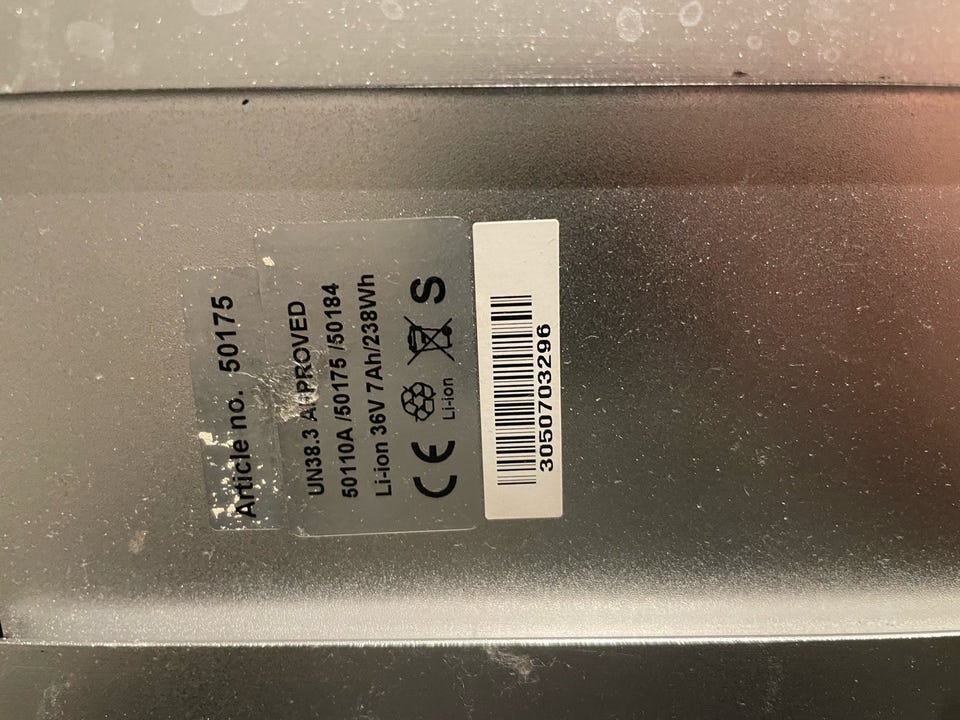 Article no. 50175
UN38.3 APPROVED
50110A /50175 /50184
Li-ion 36V 7Ah/238Wh
CE S
Li-ion
3050703296